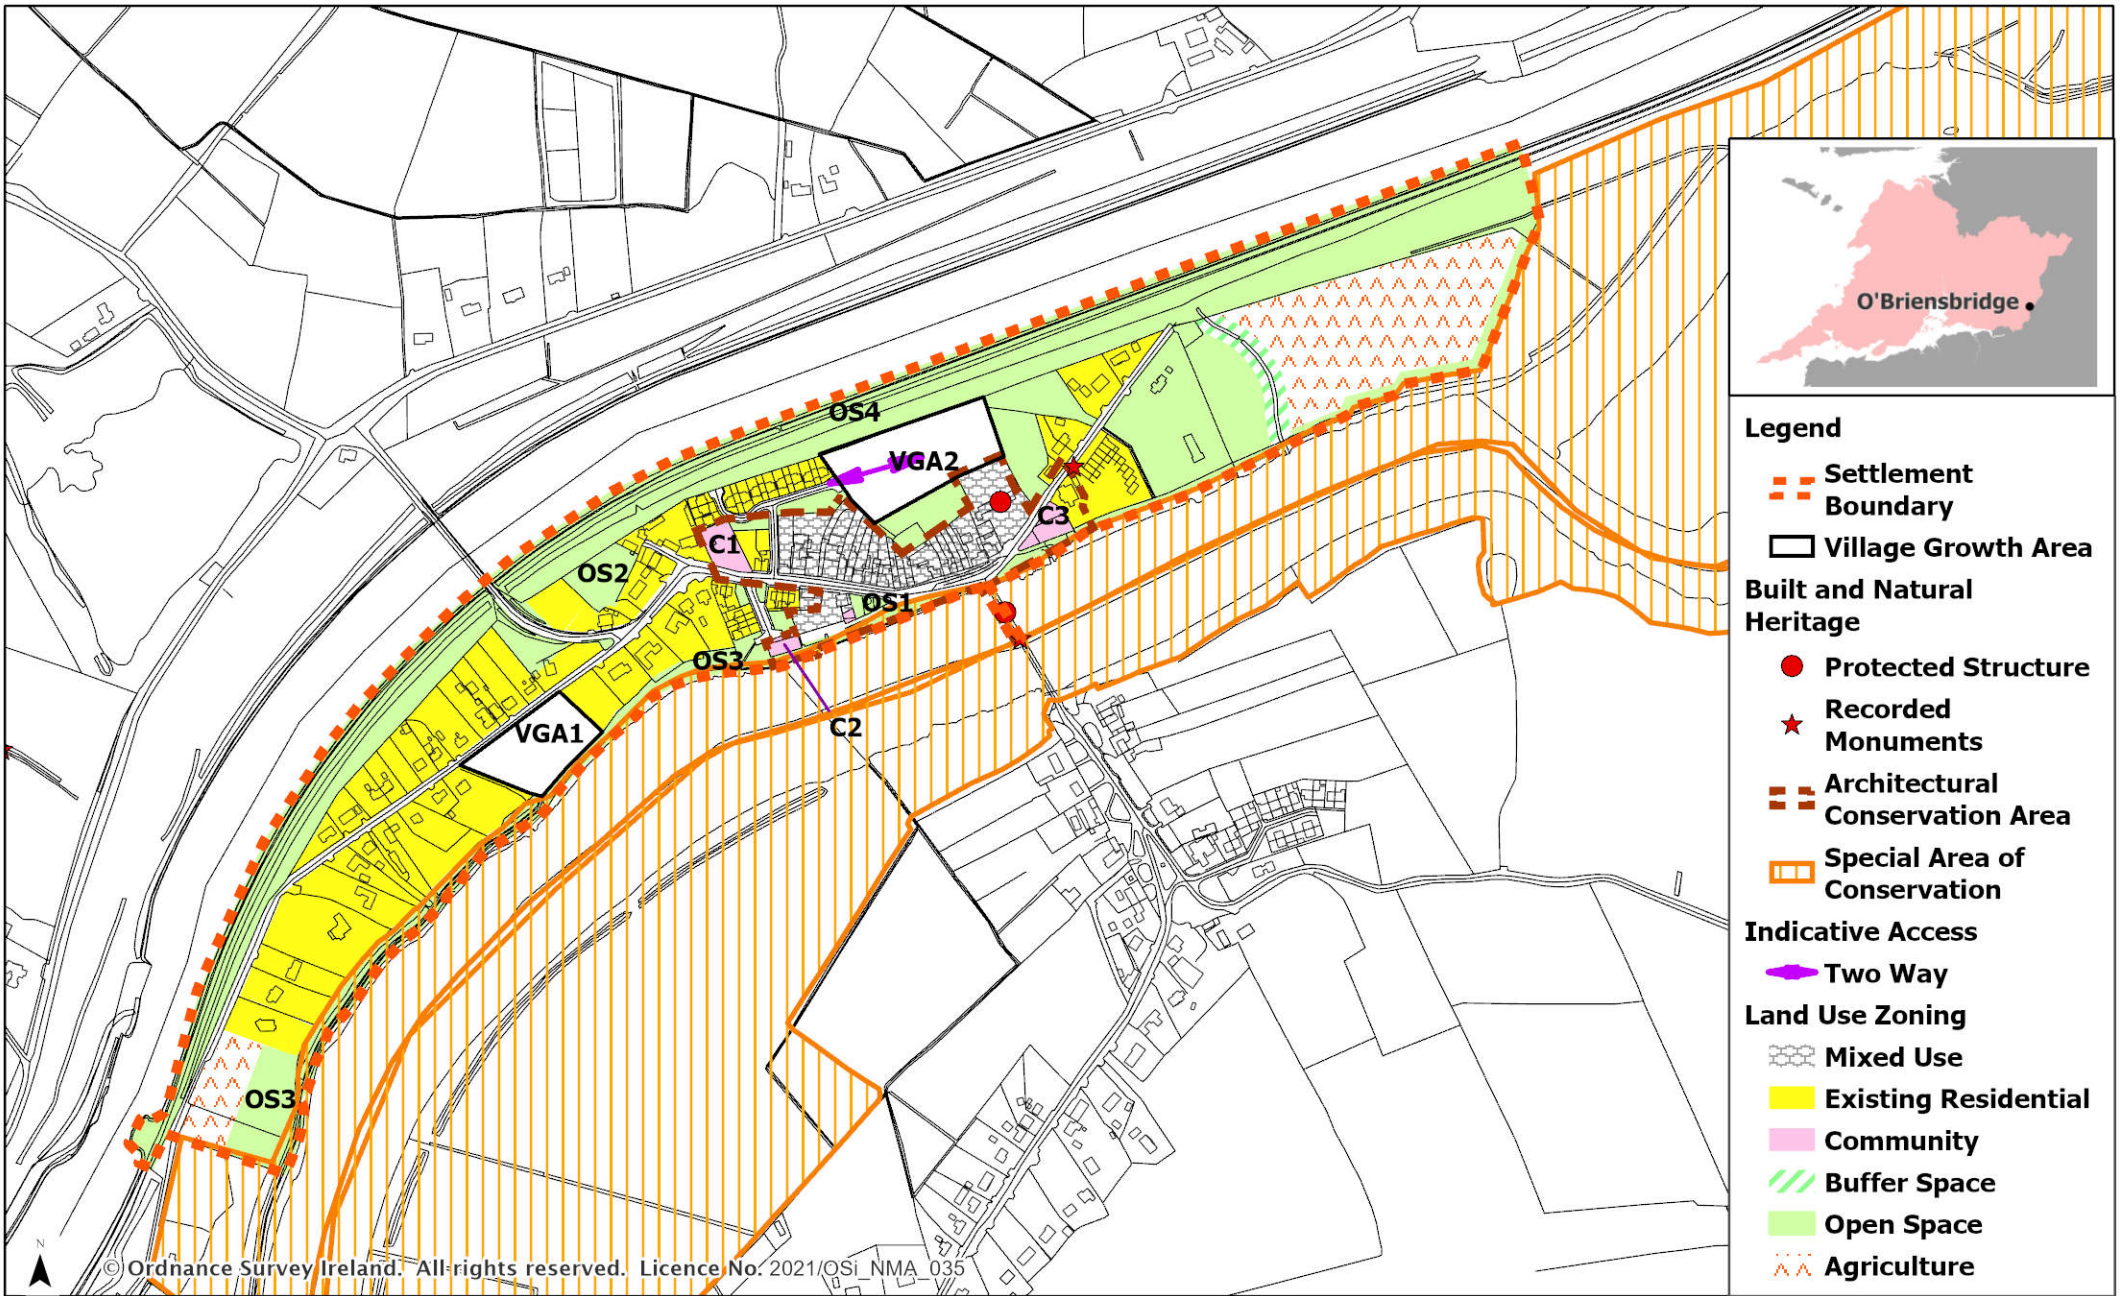 OS4
VGA2
C3
C1
OS2
OS1
OS3
VGA1
C2
OS3
N
© Ordnance Survey Ireland. All rights reserved. Licence No. 2021/OSi_NMA_035
O'Briensbridge
Legend
Settlement
Boundary
Village Growth Area
Built and Natural
Heritage
Protected Structure
Recorded
Monuments
Architectural
Conservation Area
Special Area of
Conservation
Indicative Access
Two Way
Land Use Zoning
Mixed Use
Existing Residential
Community
Buffer Space
Open Space
Agriculture